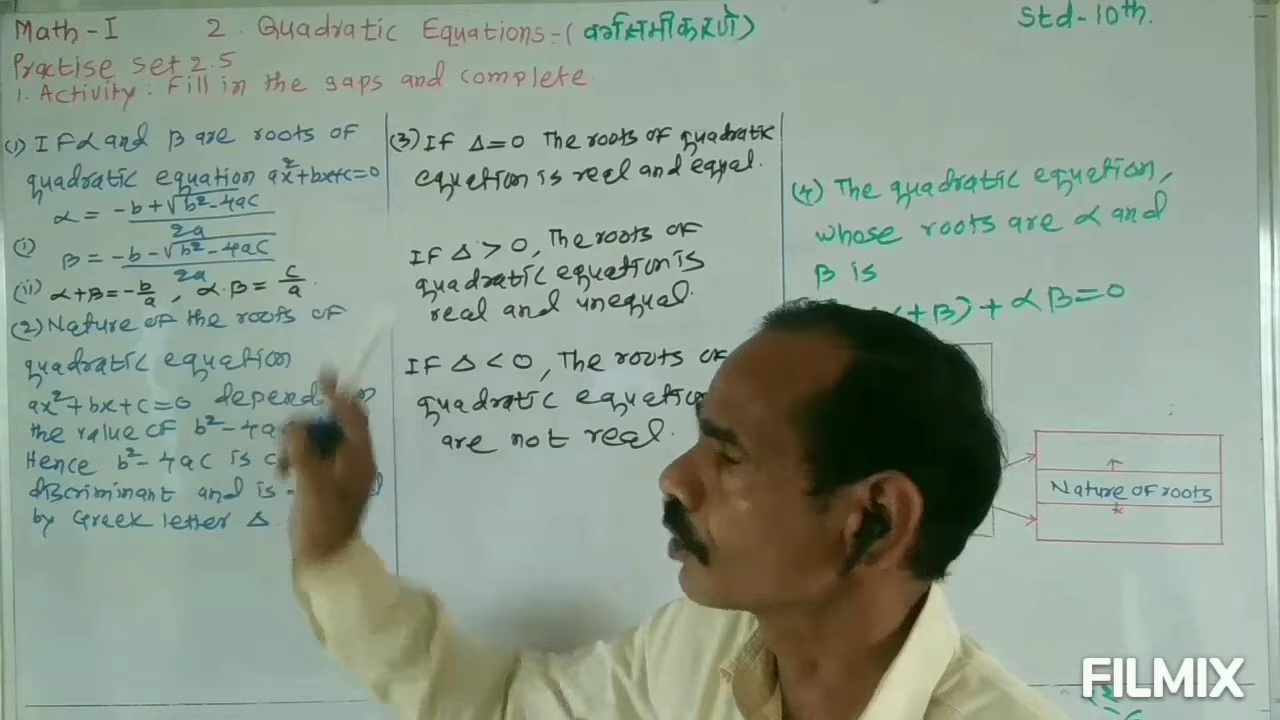 Math-I 2. Quadratic Equations-(वर्गसमीकरणे) Std-10th.
Practise Set 2.5
1. Activity: Fill in the gaps and complete
(1) If α and β are roots of
quadratic equation ax²+bx+c=0
(i) α = -b+√b²-4ac / 2a
β = -b-√b²-4ac / 2a
(ii) α+β=-b/a, α.β=c/a.
(2) Nature of the roots of
quadratic equation
ax²+bx+c=0 depend
the value of b²-4a
Hence b²-4ac is
discriminant and is
by Greek letter Δ
(3) If Δ=0 The roots of quadratic
equation is real and equal.
If Δ>0, The roots of
quadratic equation is
real and unequal.
If Δ<0, The roots of
quadratic equation
are not real.
(4) The quadratic equation,
whose roots are α and
β is
+β)+αβ=0
Nature of roots
FILMIX